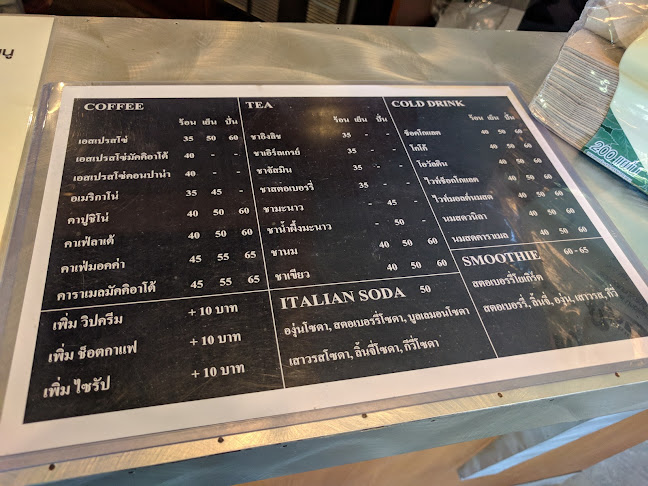 COFFEE
ร้อน เย็น ปั่น
เอสเปรสโซ่ 35 50 60
เอสเปรสโซ่มัคคิอาโต้ 40 - -
เอสเปรสโซ่คอนปาน่า 40 - -
อเมริกาโน่ 35 45 -
คาปูชิโน่ 40 50 60
คาเฟ่ลาเต้ 40 50 60
คาเฟ่มอคค่า 45 55 65
คาราเมลมัคคิอาโต้ 45 55 65
เพิ่ม วิปครีม + 10 บาท
เพิ่ม ช็อตกาแฟ + 10 บาท
เพิ่ม ไซรัป + 10 บาท
TEA
ร้อน เย็น ปั่น
ชาอิงลิช 35 - -
ชาเอิร์ลเกรย์ 35 - -
ชาจัสมิน 35 - -
ชาสตอเบอรรี่ 35 - -
ชามะนาว - 45 -
ชาน้ำผึ้งมะนาว - 50 -
ชานม 40 50 60
ชาเขียว 40 50 60
ITALIAN SODA 50
องุ่นโซดา, สตอเบอรรี่โซดา, บูลเลมอนโซดา
เสาวรสโซดา, ลิ้นจี่โซดา, กีวี่โซดา
COLD DRINK
ร้อน เย็น ปั่น
ช็อคโกแลต 40 50 60
โกโก้ 40 50 60
โอวัลติน 40 50 60
ไวท์ช็อคโกแลต 40 50 60
ไวท์มอลต์นมสด 40 50 60
นมสดวนิลา 40 50 60
นมสดคาราเมล 40 50 60
SMOOTHIE 60 - 65
สตอเบอรรี่โยเกิร์ต
สตอเบอรรี่, ลิ้นจี่, องุ่น, เสาวรส, กีวี่
200 แผ่น